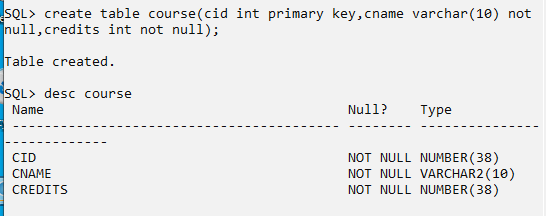 SQL> create table course(cid int primary key,cname varchar(10) not
null,credits int not null);
Table created.
SQL> desc course
Name Null? Type
----------------------------------------- -------- ---------------
-------------
CID NOT NULL NUMBER(38)
CNAME NOT NULL VARCHAR2(10)
CREDITS NOT NULL NUMBER(38)